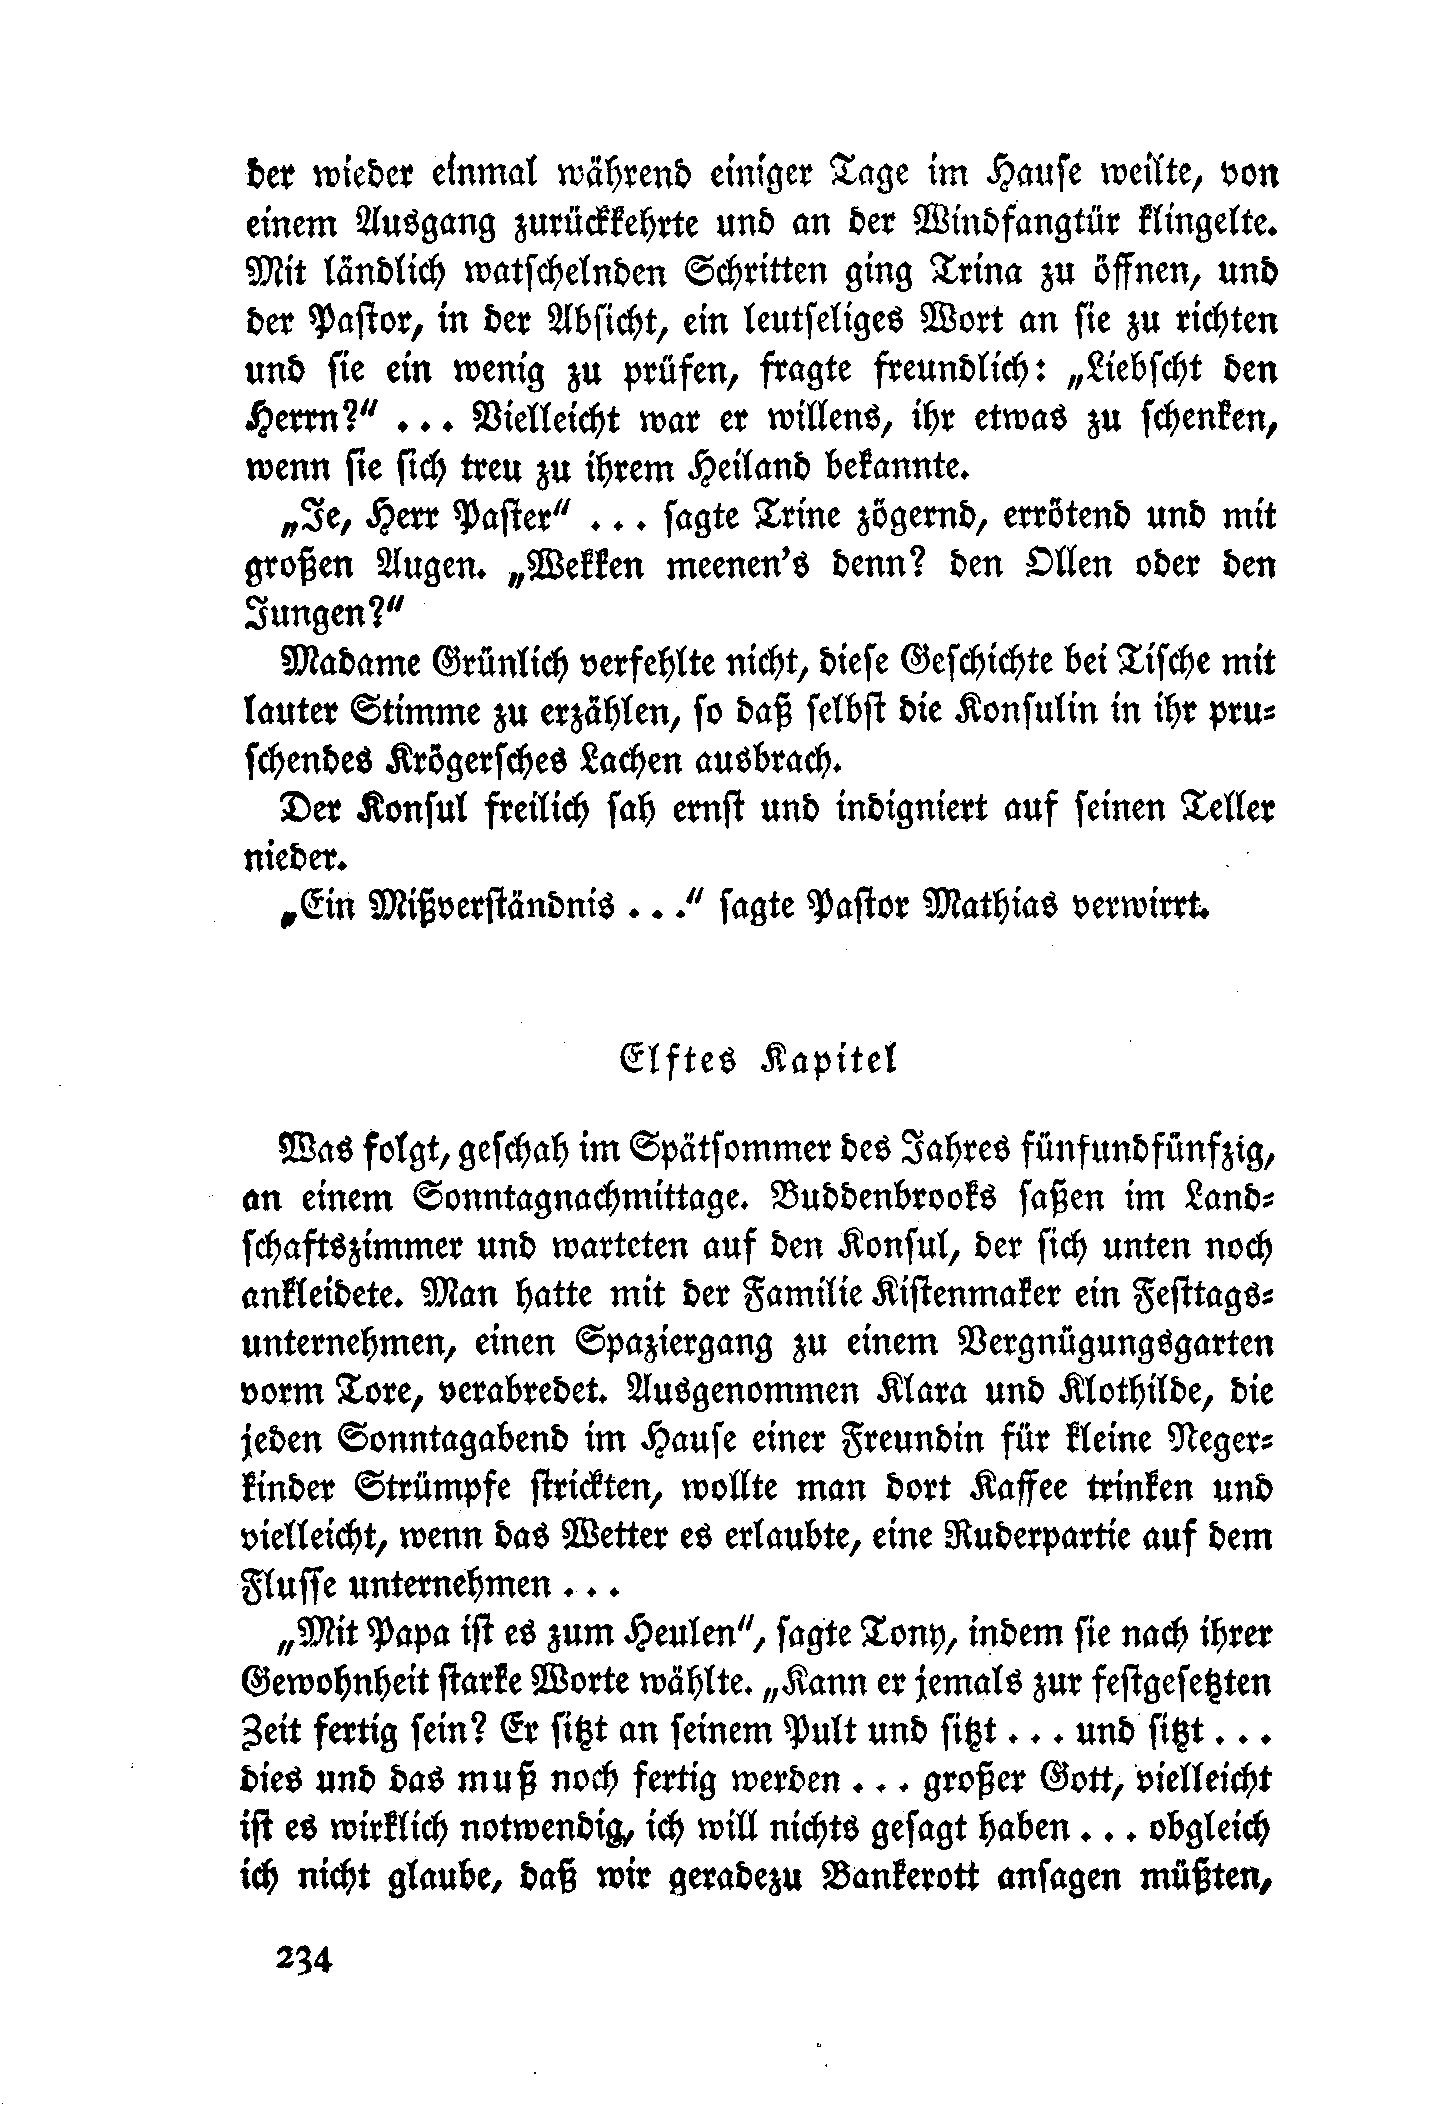 der wieder einmal während einiger Tage im Hause weilte, von
einem Ausgang zurückkehrte und an der Windfangtür klingelte.
Mit ländlich watschelnden Schritten ging Trina zu öffnen, und
der Pastor, in der Absicht, ein leutseliges Wort an sie zu richten
und sie ein wenig zu prüfen, fragte freundlich: „Liebscht den
Herrn?“ ... Vielleicht war er willens, ihr etwas zu schenken,
wenn sie sich treu zu ihrem Heiland bekannte.
„Je, Herr Paster“ ... sagte Trine zögernd, errötend und mit
großen Augen. „Wekken meenen's denn? den Ollen oder den
Jungen?“
Madame Grünlich verfehlte nicht, diese Geschichte bei Tische mit
lauter Stimme zu erzählen, so daß selbst die Konsulin in ihr pru-
schendes Krögersches Lachen ausbrach.
Der Konsul freilich sah ernst und indigniert auf seinen Teller
nieder.
„Ein Mißverständnis ...“ sagte Pastor Mathias verwirrt.
Elftes Kapitel
Was folgt, geschah im Spätsommer des Jahres fünfundfünfzig,
an einem Sonntagnachmittage. Buddenbrooks saßen im Land-
schaftszimmer und warteten auf den Konsul, der sich unten noch
ankleidete. Man hatte mit der Familie Kistenmaker ein Festtags-
unternehmen, einen Spaziergang zu einem Vergnügungsgarten
vorm Tore, verabredet. Ausgenommen Klara und Klothilde, die
jeden Sonntagabend im Hause einer Freundin für kleine Neger-
kinder Strümpfe strickten, wollte man dort Kaffee trinken und
vielleicht, wenn das Wetter es erlaubte, eine Ruderpartie auf dem
Flusse unternehmen ...
„Mit Papa ist es zum Heulen“, sagte Tony, indem sie nach ihrer
Gewohnheit starke Worte wählte. „Kann er jemals zur festgesetzten
Zeit fertig sein? Er sitzt an seinem Pult und sitzt ... und sitzt ...
dies und das muß noch fertig werden ... großer Gott, vielleicht
ist es wirklich notwendig, ich will nichts gesagt haben ... obgleich
ich nicht glaube, daß wir geradezu Bankerott ansagen müßten,
234